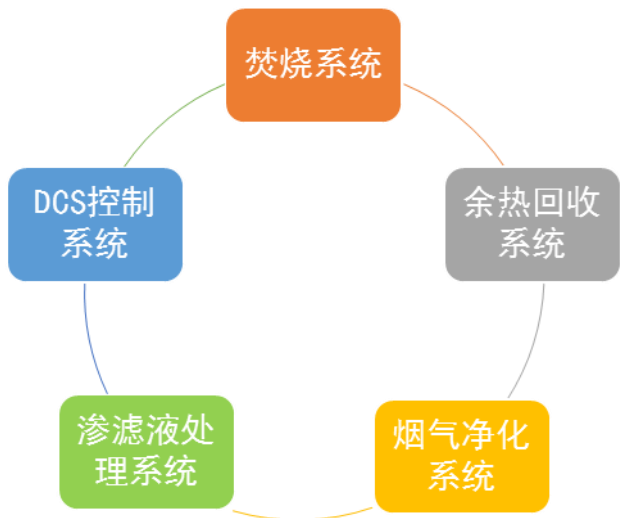 焚烧系统
余热回收
系统
烟气净化
系统
渗滤液处
理系统
DCS控制
系统